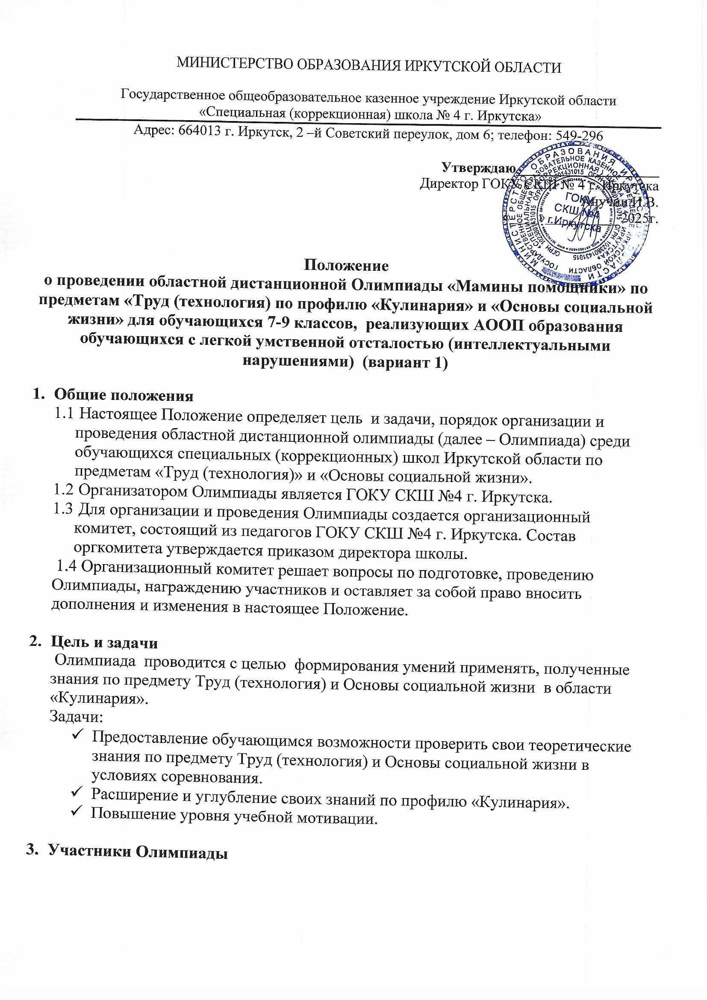 МИНИСТЕРСТВО ОБРАЗОВАНИЯ ИРКУТСКОЙ ОБЛАСТИ
Государственное общеобразовательное казенное учреждение Иркутской области
«Специальная (коррекционная) школа № 4 г. Иркутска»
Адрес: 664013 г. Иркутск, 2 –й Советский переулок, дом 6; телефон: 549-296
Утверждаю
Директор ГОКУ СКШ № 4 г. Иркутска
Анучин И.В.
2025г.
ГОКУ
СКШ №4
г.Иркутска
Положение
о проведении областной дистанционной Олимпиады «Мамины помощники» по
предметам «Труд (технология) по профилю «Кулинария» и «Основы социальной
жизни» для обучающихся 7-9 классов, реализующих АООП образования
обучающихся с легкой умственной отсталостью (интеллектуальными
нарушениями) (вариант 1)
1. Общие положения
1.1 Настоящее Положение определяет цель и задачи, порядок организации и
проведения областной дистанционной олимпиады (далее – Олимпиада) среди
обучающихся специальных (коррекционных) школ Иркутской области по
предметам «Труд (технология)» и «Основы социальной жизни».
1.2 Организатором Олимпиады является ГОКУ СКШ №4 г. Иркутска.
1.3 Для организации и проведения Олимпиады создается организационный
комитет, состоящий из педагогов ГОКУ СКШ №4 г. Иркутска. Состав
оргкомитета утверждается приказом директора школы.
1.4 Организационный комитет решает вопросы по подготовке, проведению
Олимпиады, награждению участников и оставляет за собой право вносить
дополнения и изменения в настоящее Положение.
2. Цель и задачи
Олимпиада проводится с целью формирования умений применять, полученные
знания по предмету Труд (технология) и Основы социальной жизни в области
«Кулинария».
Задачи:
✓ Предоставление обучающимся возможности проверить свои теоретические
знания по предмету Труд (технология) и Основы социальной жизни в
условиях соревнования.
✓ Расширение и углубление своих знаний по профилю «Кулинария».
✓ Повышение уровня учебной мотивации.
3. Участники Олимпиады